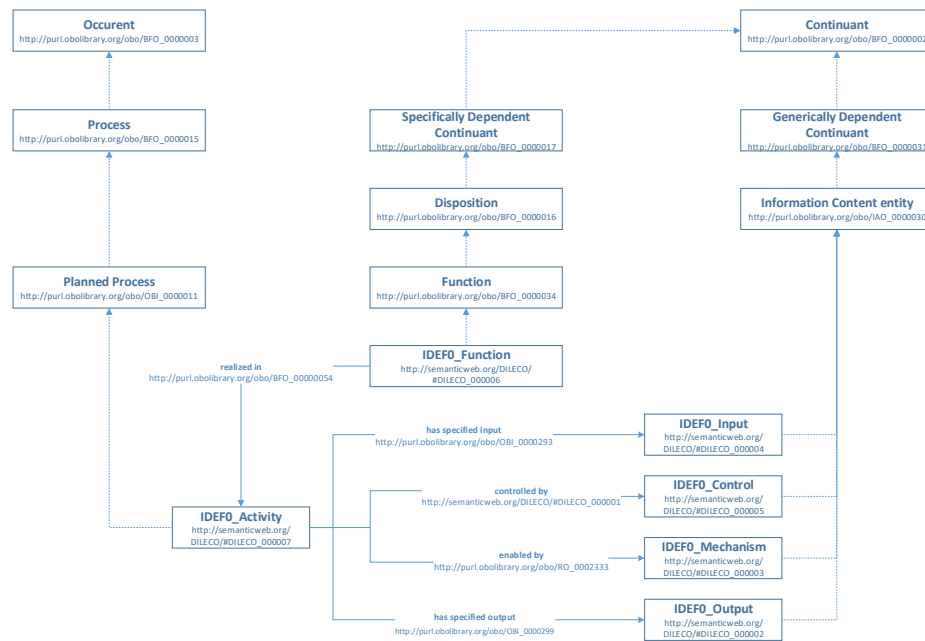 Occurent
http://purl.obolibrary.org/obo/BFO_0000003
Continuant
http://purl.obolibrary.org/obo/BFO_0000002
Process
http://purl.obolibrary.org/obo/BFO_0000015
Specifically Dependent
Continuant
http://purl.obolibrary.org/obo/BFO_0000017
Generically Dependent
Continuant
http://purl.obolibrary.org/obo/BFO_0000031
Disposition
http://purl.obolibrary.org/obo/BFO_0000016
Information Content entity
http://purl.obolibrary.org/obo/IAO_0000030
Planned Process
http://purl.obolibrary.org/obo/OBI_0000011
Function
http://purl.obolibrary.org/obo/BFO_0000034
IDEF0_Function
http://semanticweb.org/DILECO/
#DILECO_000006
realized in
http://purl.obolibrary.org/obo/BFO_00000054
has specified input
http://purl.obolibrary.org/obo/OBI_0000293
IDEF0_Input
http://semanticweb.org/
DILECO/#DILECO_000004
controlled by
http://semanticweb.org/DILECO/#DILECO_000001
IDEF0_Control
http://semanticweb.org/
DILECO/#DILECO_000005
IDEF0_Activity
http://semanticweb.org/
DILECO/#DILECO_000007
enabled by
http://purl.obolibrary.org/obo/RO_0002333
IDEF0_Mechanism
http://semanticweb.org/
DILECO/#DILECO_000003
has specified output
http://purl.obolibrary.org/obo/OBI_0000299
IDEF0_Output
http://semanticweb.org/
DILECO/#DILECO_000002